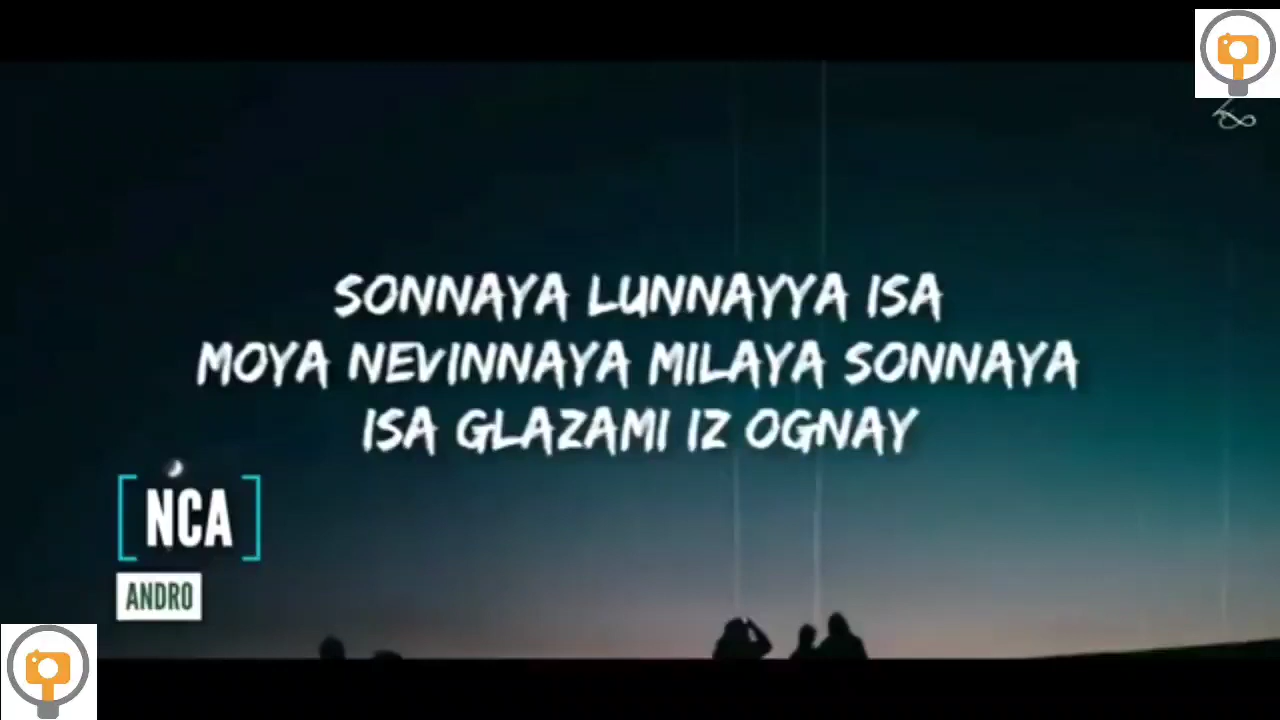 SONNAYA LUNNAYYA ISA
MOYA NEVINNAYA MILAYA SONNAYA
ISA GLAZAMI IZ OGNAY
NCA
ANDRO